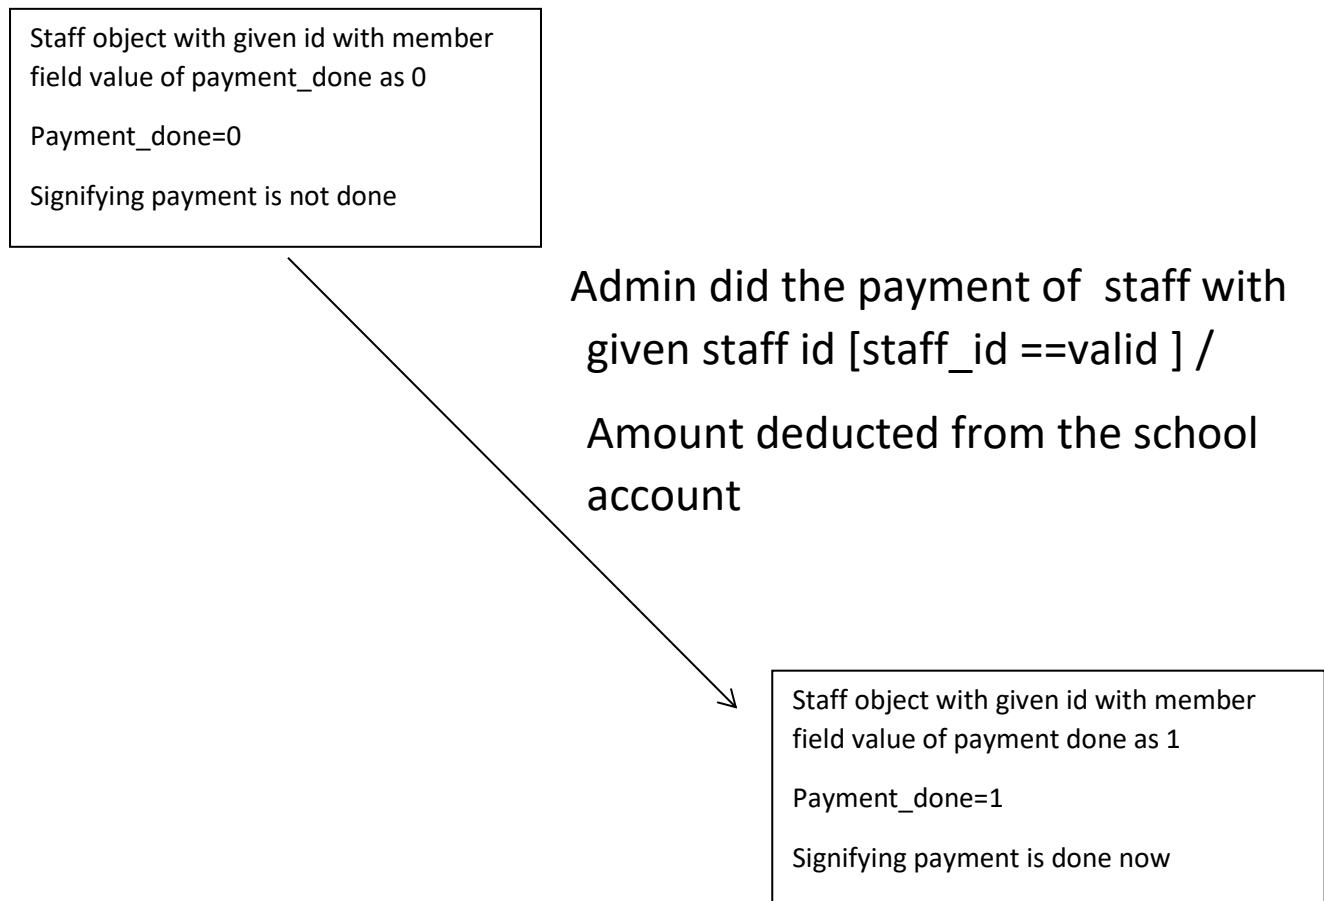 Staff object with given id with member
field value of payment_done as 0
Payment_done=0
Signifying payment is not done
Admin did the payment of  staff with
given staff id [staff_id ==valid ] /
Amount deducted from the school
account
Staff object with given id with member
field value of payment done as 1
Payment_done=1
Signifying payment is done now